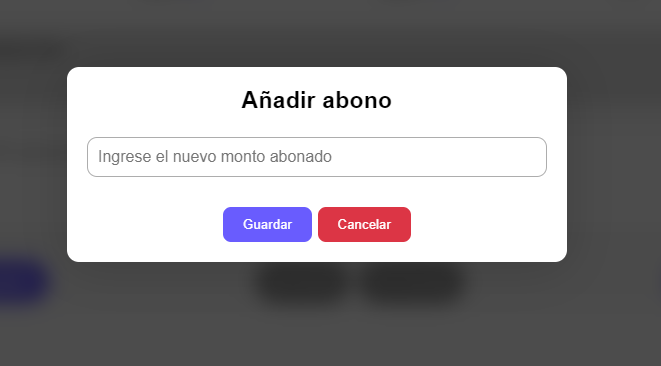 Añadir abono
Ingrese el nuevo monto abonado
Guardar Cancelar